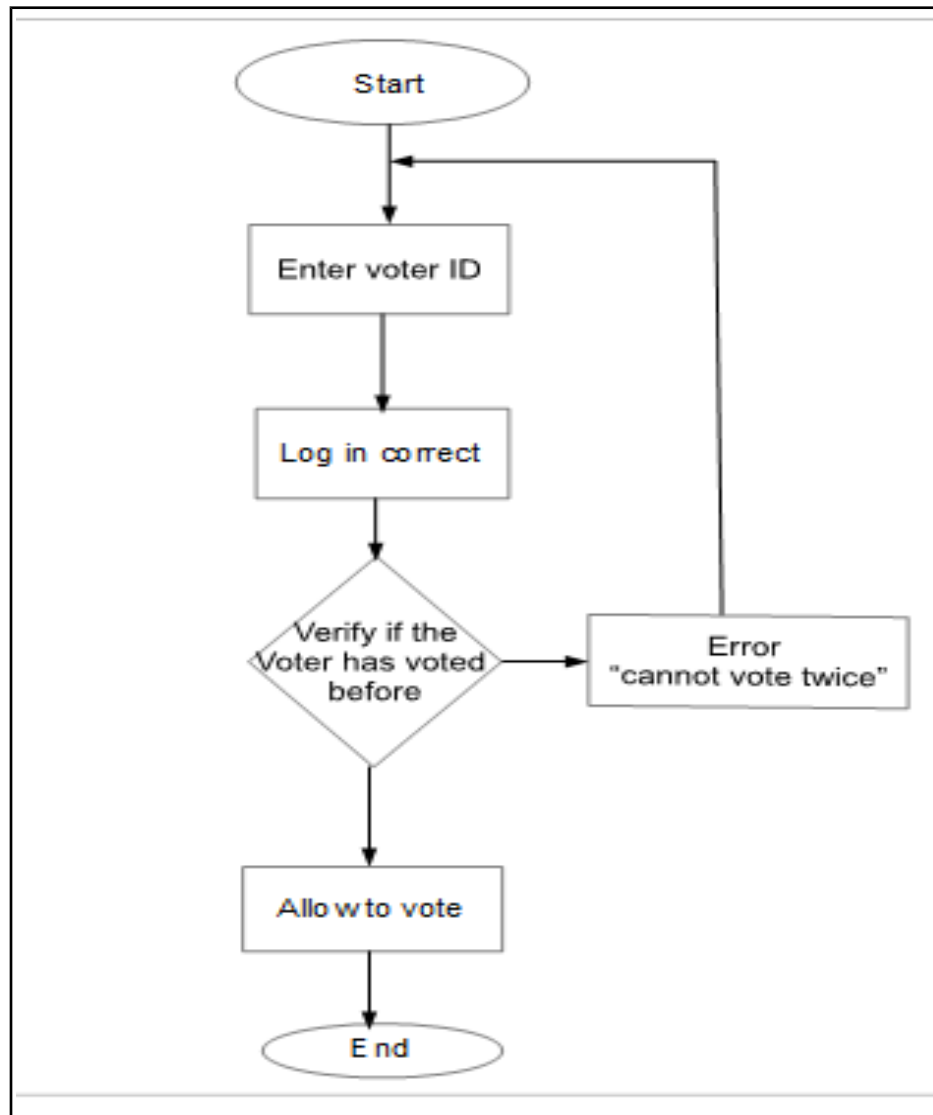 Start
Enter voter ID
Log in correct
Verify if the
Voter has voted
before
Error
"cannot vote twice"
Allow to vote
End